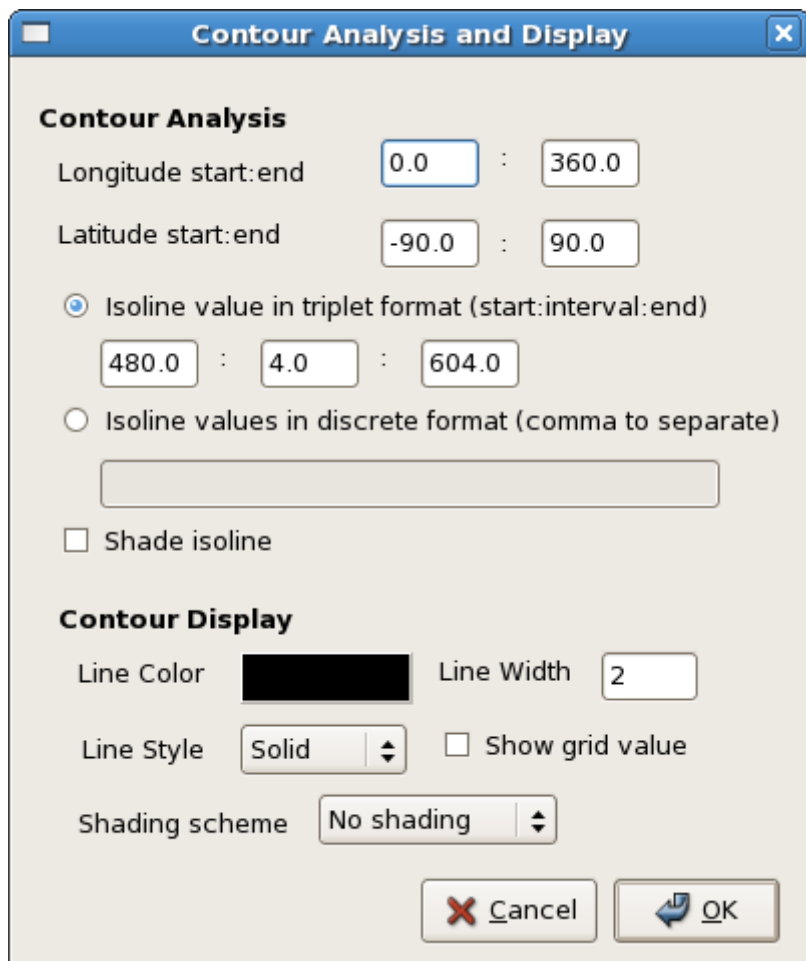 Contour Analysis and Display
Contour Analysis
Longitude start:end 0.0 : 360.0
Latitude start:end -90.0 : 90.0
Isoline value in triplet format (start:interval:end)
480.0 : 4.0 : 604.0
Isoline values in discrete format (comma to separate)
Shade isoline
Contour Display
Line Color Line Width 2
Line Style Solid Show grid value
Shading scheme No shading
Cancel OK